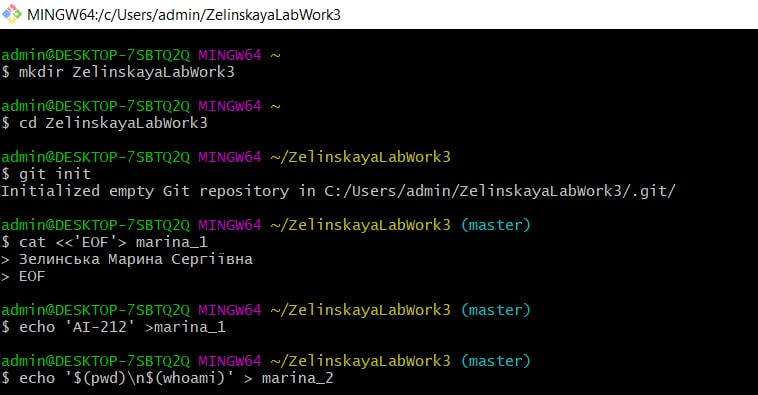 MINGW64:/c/Users/admin/ZelinskayaLabWork3
admin@DESKTOP-7SBTQ2Q MINGW64 ~
$ mkdir ZelinskayaLabWork3
admin@DESKTOP-7SBTQ2Q MINGW64 ~
$ cd ZelinskayaLabWork3
admin@DESKTOP-7SBTQ2Q MINGW64 ~/ZelinskayaLabWork3
$ git init
Initialized empty Git repository in C:/Users/admin/ZelinskayaLabWork3/.git/
admin@DESKTOP-7SBTQ2Q MINGW64 ~/ZelinskayaLabWork3 (master)
$ cat <<'EOF'> marina_1
> Зелинська Марина Сергіївна
> EOF
admin@DESKTOP-7SBTQ2Q MINGW64 ~/ZelinskayaLabWork3 (master)
$ echo 'AI-212' >marina_1
admin@DESKTOP-7SBTQ2Q MINGW64 ~/ZelinskayaLabWork3 (master)
$ echo '$(pwd)\n$(whoami)' > marina_2